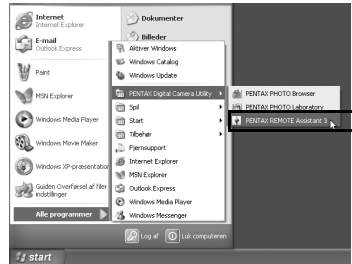 Internet
Internet Explorer
E-mail
Outlook Express
Paint
MSN Explorer
Windows Media Player
Windows Movie Maker
Windows XP-præsentation
Guiden Overførsel af filer
indstillinger
Alle programmer
Dokumenter
Billeder
Aktiver Windows
Windows Catalog
Windows Update
PENTAX Digital Camera Utility
Spil
Start
Tilbehør
Fjernsupport
Internet Explorer
MSN Explorer
Outlook Express
Windows Media Player
Windows Messenger
PENTAX PHOTO Browser
PENTAX PHOTO Laboratory
PENTAX REMOTE Assistant 3
Log af
Luk computeren
start